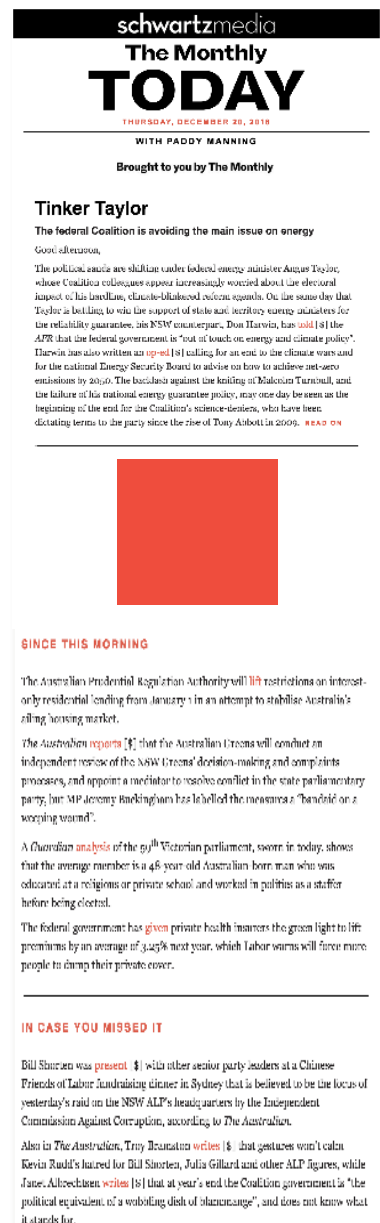 schwartzmedia
The Monthly
TODAY
THURSDAY, DECEMBER 20, 2018
WITH PADDY MANNING
Brought to you by The Monthly
Tinker Taylor
The federal Coalition is avoiding the main issue on energy
Good afternoon,
The political sands are shifting under federal energy minister Angus Taylor,
whose Coalition colleagues appear increasingly worried about the electoral
impact of his hardline, climate-blinkered reform agenda. On the same day that
Taylor is battling to win the support of state and territory energy ministers for
the reliability guarantee, his NSW counterpart, Don Harwin, has told [$] the
AFR that the federal government is “out of touch on energy and climate policy”.
Harwin has also written an op-ed [$] calling for an end to the climate wars and
for the national Energy Security Board to advise on how to achieve net-zero
emissions by 2050. The backlash against the knifing of Malcolm Turnbull, and
the failure of his national energy guarantee policy, may one day be seen as the
beginning of the end for the Coalition’s science-deniers, who have been
dictating terms to the party since the rise of Tony Abbott in 2009. READ ON
SINCE THIS MORNING
The Australian Prudential Regulation Authority will lift restrictions on interest-
only residential lending from January 1 in an attempt to stabilise Australia’s
ailing housing market.
The Australian reports [$] that the Australian Greens will conduct an
independent review of the NSW Greens’ decision-making and complaints
processes, and appoint a mediator to resolve conflict in the state parliamentary
party, but MP Jeremy Buckingham has labelled the measures a “bandaid on a
weeping wound”.
A Guardian analysis of the 59th Victorian parliament, sworn in today, shows
that the average member is a 48-year-old Australian-born man who was
educated at a religious or private school and worked in politics as a staffer
before being elected.
The federal government has given private health insurers the green light to lift
premiums by an average of 3.25% next year, which Labor warns will force more
people to dump their private cover.
IN CASE YOU MISSED IT
Bill Shorten was present [$] with other senior party leaders at a Chinese
Friends of Labor fundraising dinner in Sydney that is believed to be the focus of
yesterday’s raid on the NSW ALP’s headquarters by the Independent
Commission Against Corruption, according to The Australian.
Also in The Australian, Troy Bramston writes [$] that gestures won’t calm
Kevin Rudd’s hatred for Bill Shorten, Julia Gillard and other ALP figures, while
Janet Albrechtsen writes [$] that at year’s end the Coalition government is “the
political equivalent of a wobbling dish of blancmange”, and does not know what
it stands for.